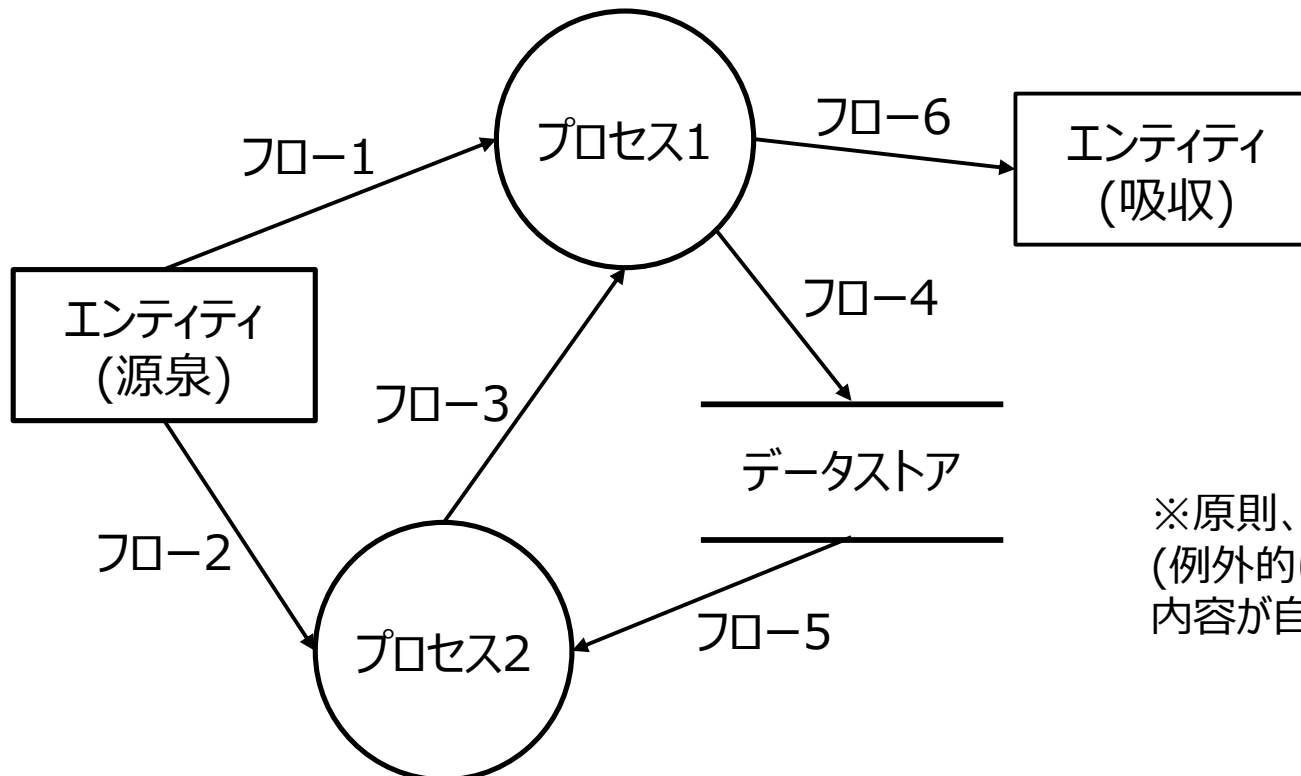 フロー1
プロセス1
フロー6
エンティティ
(吸収)
エンティティ
(源泉)
フロー4
フロー3
データストア
フロー2
※原則、
(例外的
内容が自
フロー5
プロセス2